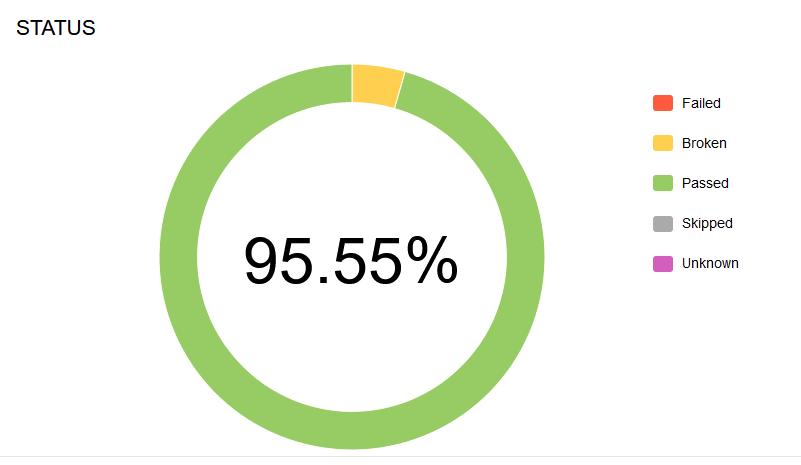 STATUS
95.55%
Failed
Broken
Passed
Skipped
Unknown